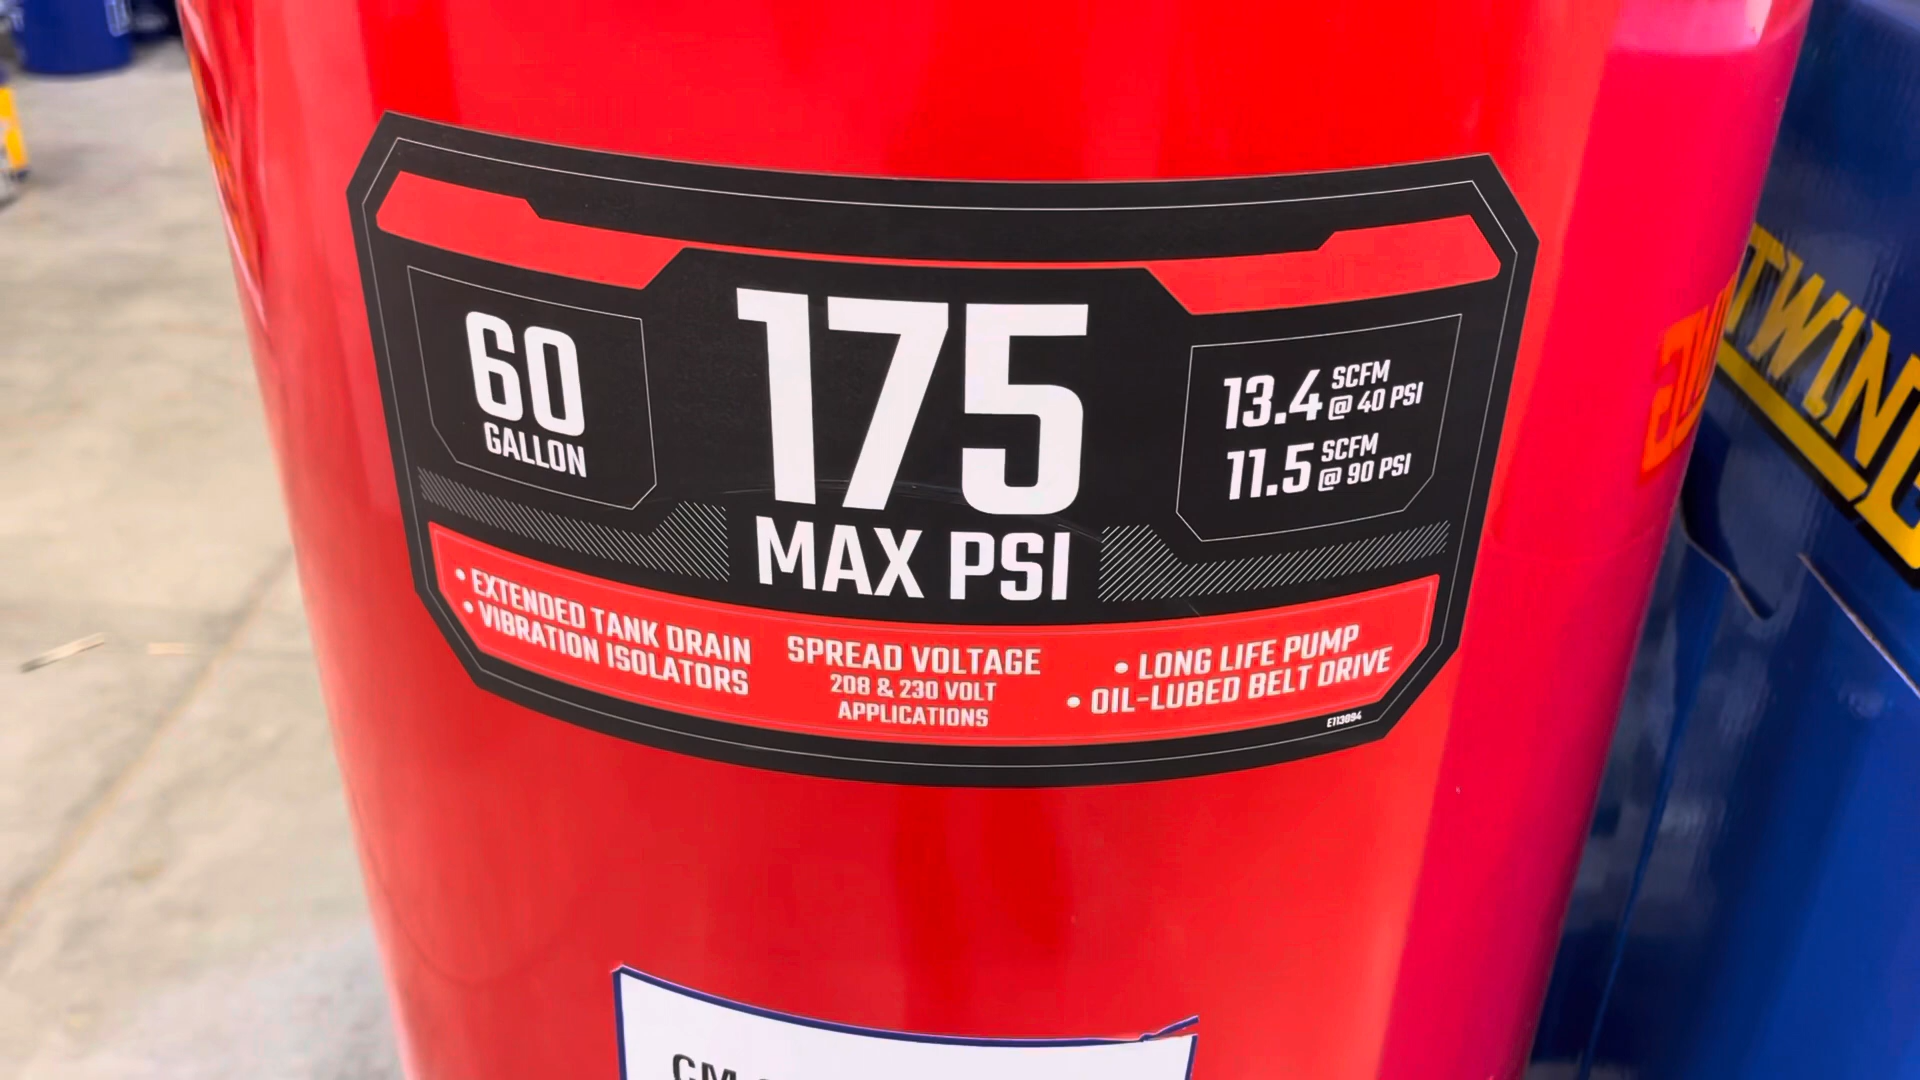 60
GALLON
175
MAX PSI
13.4 SCFM @ 40 PSI
11.5 SCFM @ 90 PSI
• EXTENDED TANK DRAIN
• VIBRATION ISOLATORS
SPREAD VOLTAGE
208 & 230 VOLT
APPLICATIONS
• LONG LIFE PUMP
• OIL-LUBED BELT DRIVE
E113094